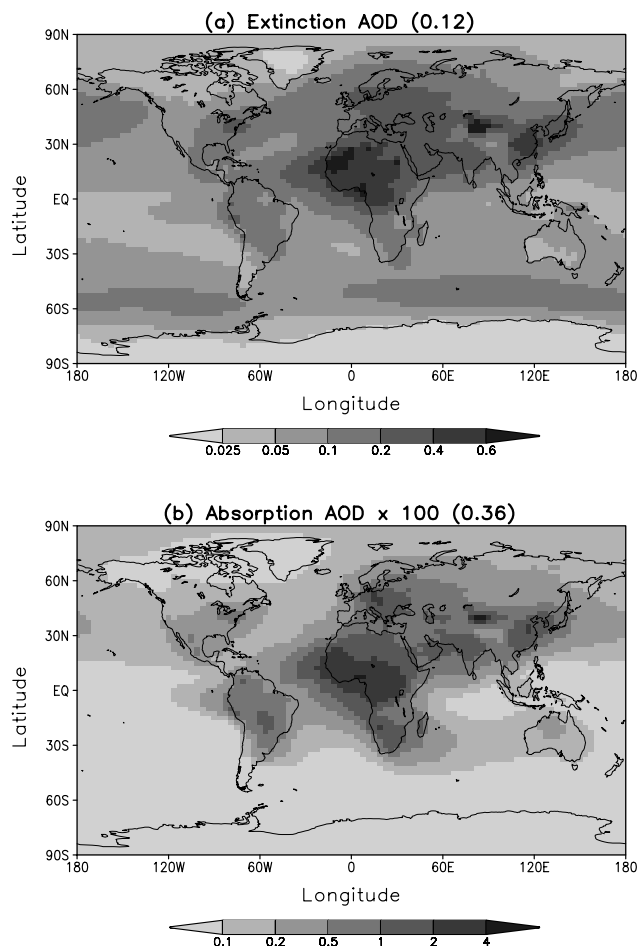 (a) Extinction AOD (0.12)
90N
60N
30N
EQ
30S
60S
90S
Latitude
180 120W 60W 0 60E 120E 180
Longitude
0.025 0.05 0.1 0.2 0.4 0.6
(b) Absorption AOD x 100 (0.36)
90N
60N
30N
EQ
30S
60S
90S
Latitude
180 120W 60W 0 60E 120E 180
Longitude
0.1 0.2 0.5 1 2 4